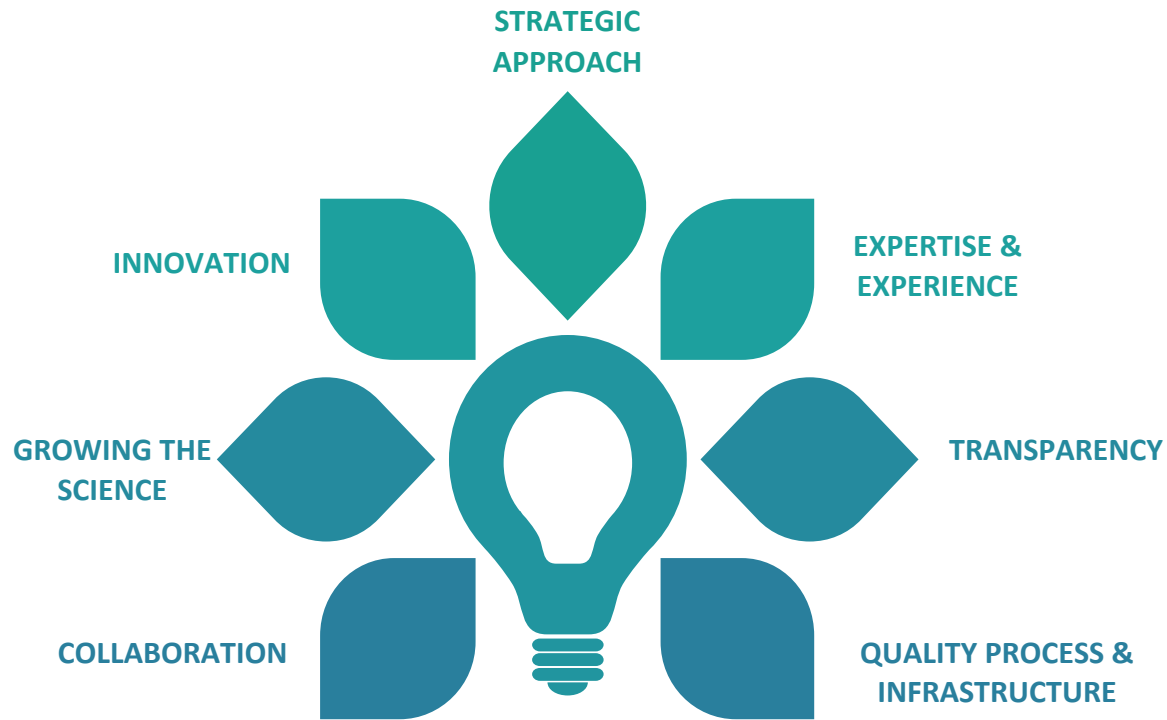 STRATEGIC
APPROACH
INNOVATION
EXPERTISE &
EXPERIENCE
GROWING THE
SCIENCE
TRANSPARENCY
COLLABORATION
QUALITY PROCESS &
INFRASTRUCTURE